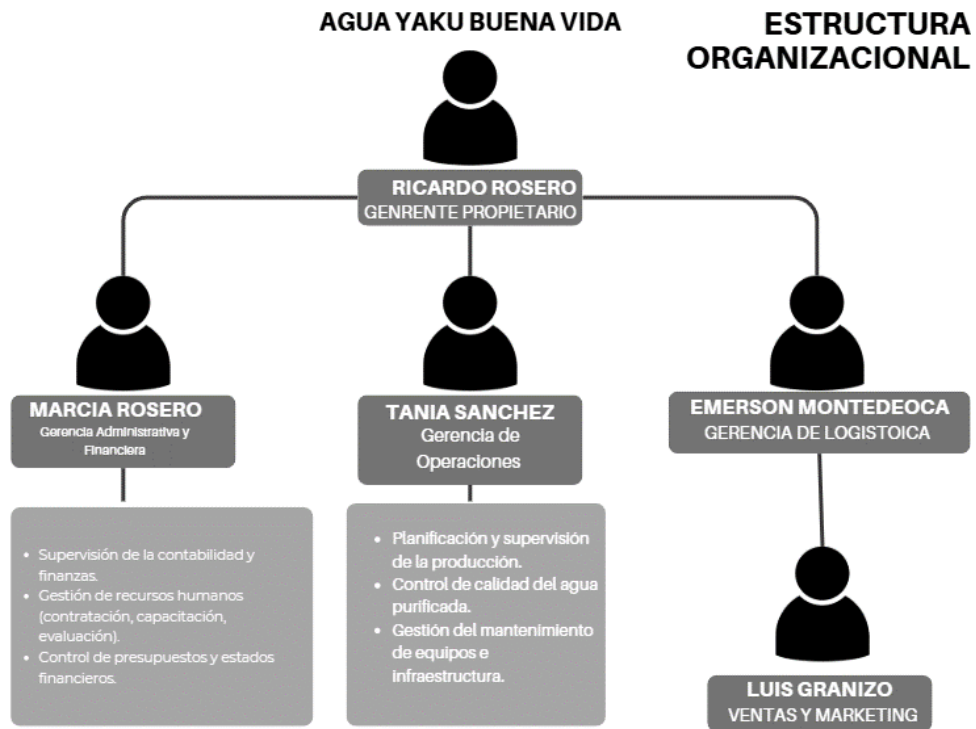 AGUA YAKU BUENA VIDA
ESTRUCTURA
ORGANIZACIONAL
RICARDO ROSERO
GENRENTE PROPIETARIO
MARCIA ROSERO
Gerencia Administrativa y
Financiera
TANIA SANCHEZ
Gerencia de
Operaciones
EMERSON MONTEDEOCA
GERENCIA DE LOGISTOICA
• Supervisión de la contabilidad y
finanzas.
• Gestión de recursos humanos
(contratación, capacitación,
evaluación).
• Control de presupuestos y estados
financieros.
• Planificación y supervisión
de la producción.
• Control de calidad del agua
purificada.
• Gestión del mantenimiento
de equipos e
infraestructura.
LUIS GRANIZO
VENTAS Y MARKETING